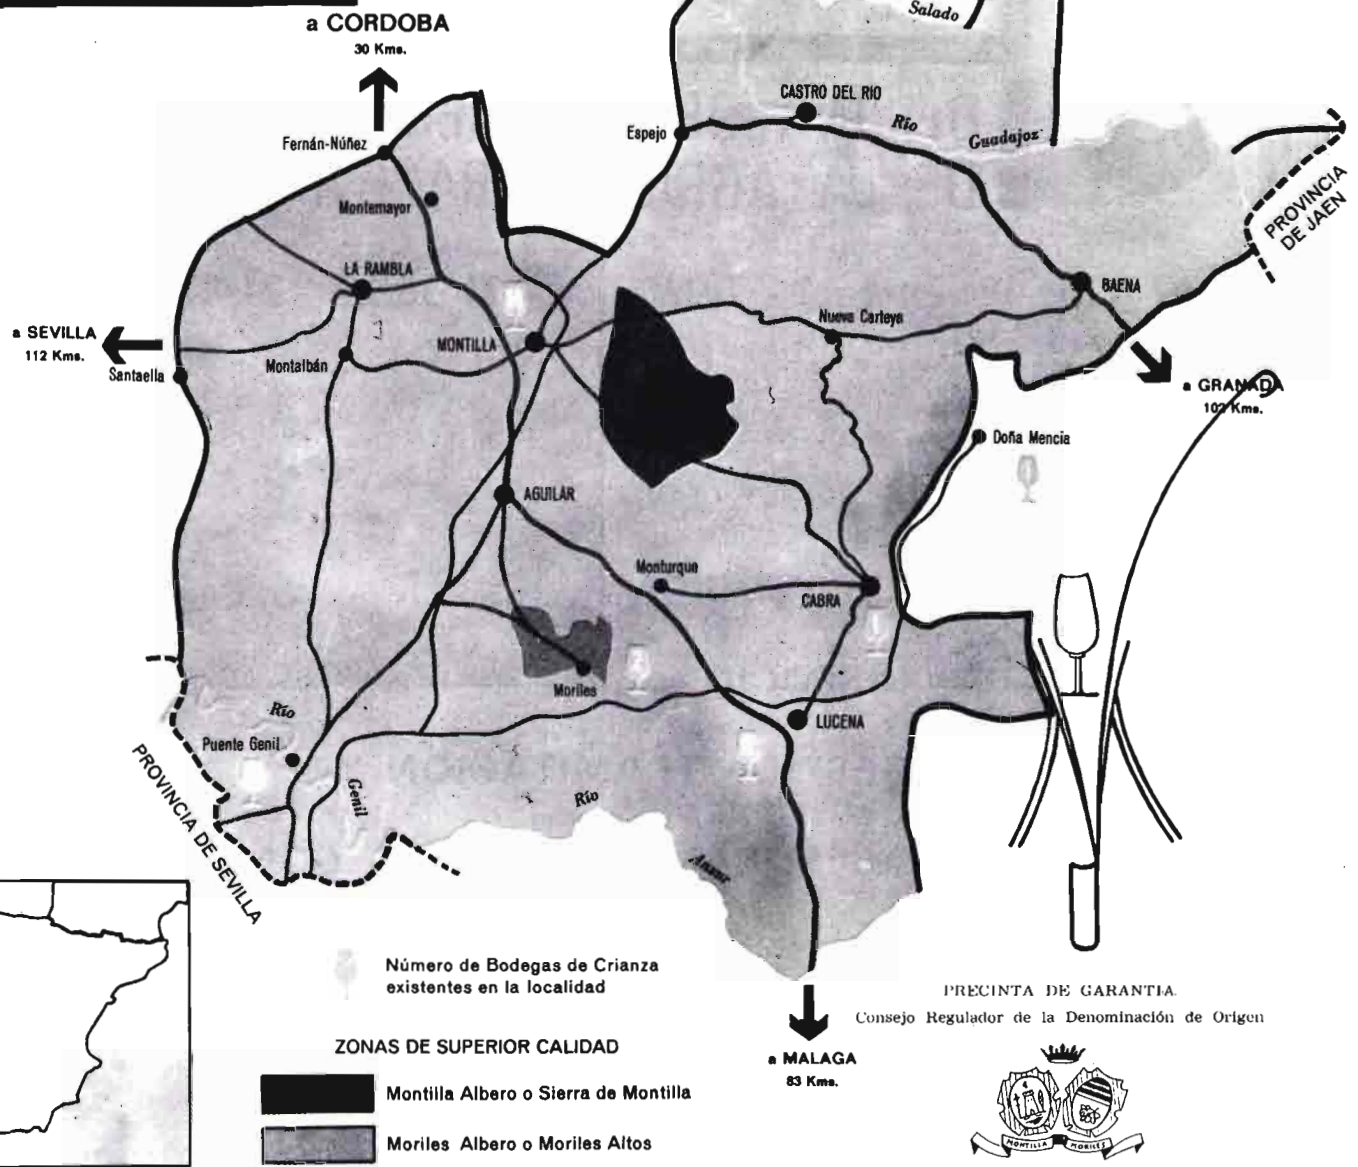 Salado
a CORDOBA
30 Kms.
CASTRO DEL RIO
Espejo
Río
Guadajoz
Fernán-Núñez
PROVINCIA
DE JAEN
Montemayor
LA RAMBLA
BAENA
a SEVILLA
112 Kms.
MONTILLA
Nueva Carteya
Montalbán
Santaella
a GRANADA
102 Kms.
Doña Mencia
AGUILAR
Monturque
CABRA
Moriles
Río
LUCENA
Puente Genil
PROVINCIA DE SEVILLA
Genil
Río
Anzur
Número de Bodegas de Crianza
existentes en la localidad
PRECINTA DE GARANTIA
Consejo Regulador de la Denominación de Origen
ZONAS DE SUPERIOR CALIDAD
a MALAGA
83 Kms.
Montilla Albero o Sierra de Montilla
MONTILLA MORILES
Moriles Albero o Moriles Altos